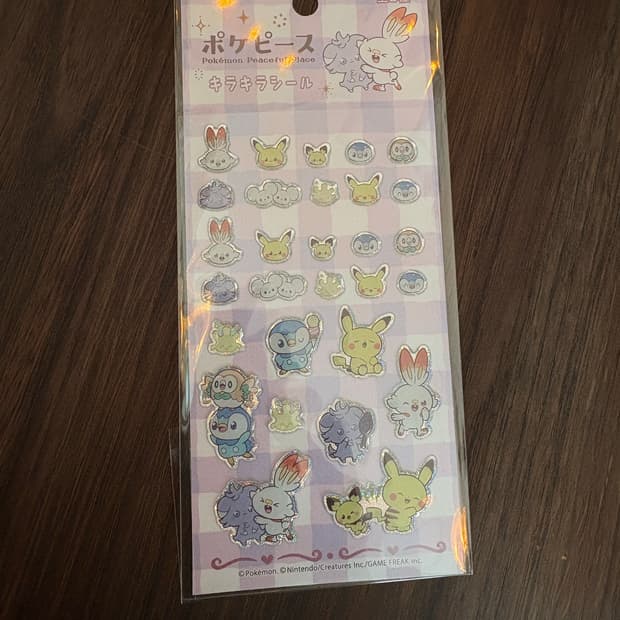 ポケピース
Pokémon Peaceful Place
キラキラシール
©Pokémon. ©Nintendo/Creatures Inc./GAME FREAK inc.